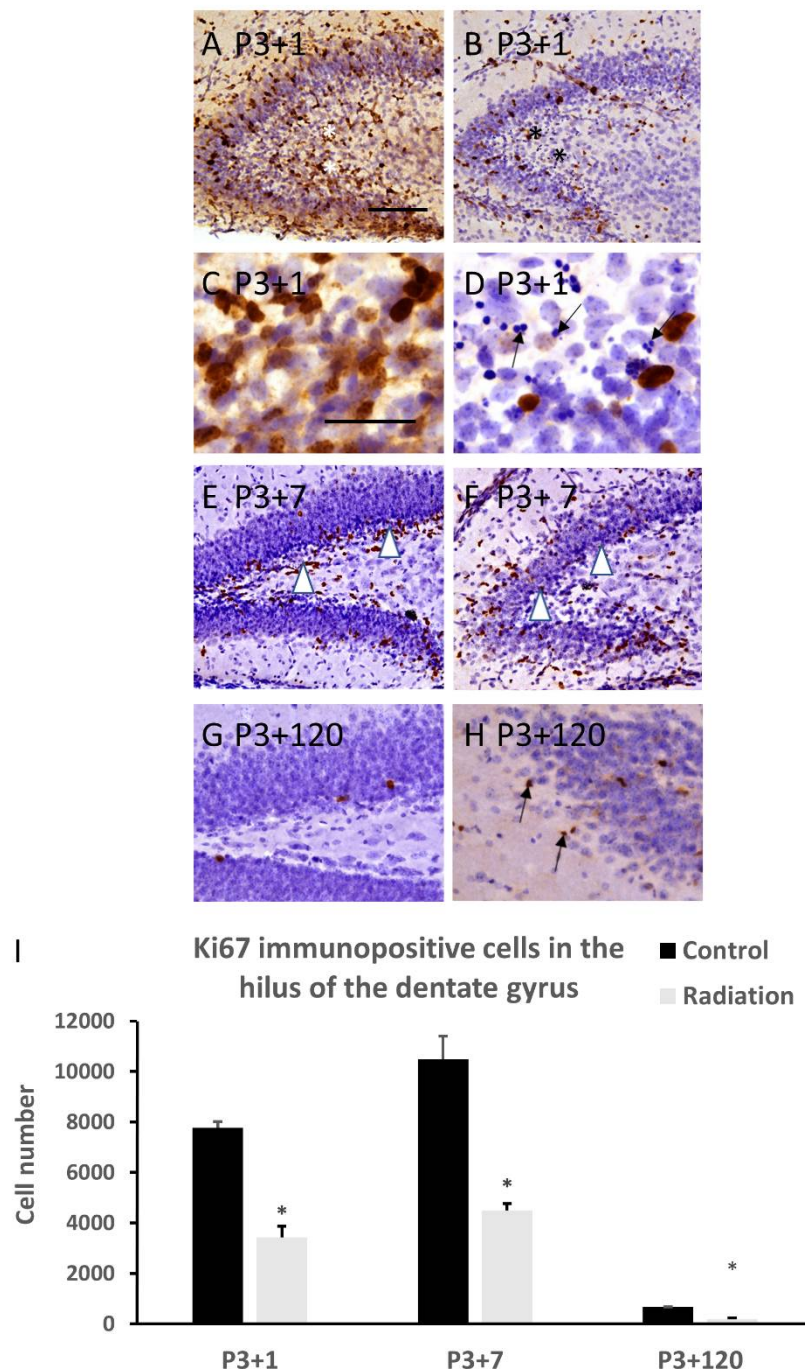 A P3+1
B P3+1
*
*
*
*
C P3+1
D P3+1
E P3+7
F P3+ 7
G P3+120
H P3+120
I
Ki67 immunopositive cells in the
hilus of the dentate gyrus
Control
Radiation
12000
10000
8000
6000
4000
2000
0
Cell number
*
*
*
P3+1
P3+7
P3+120